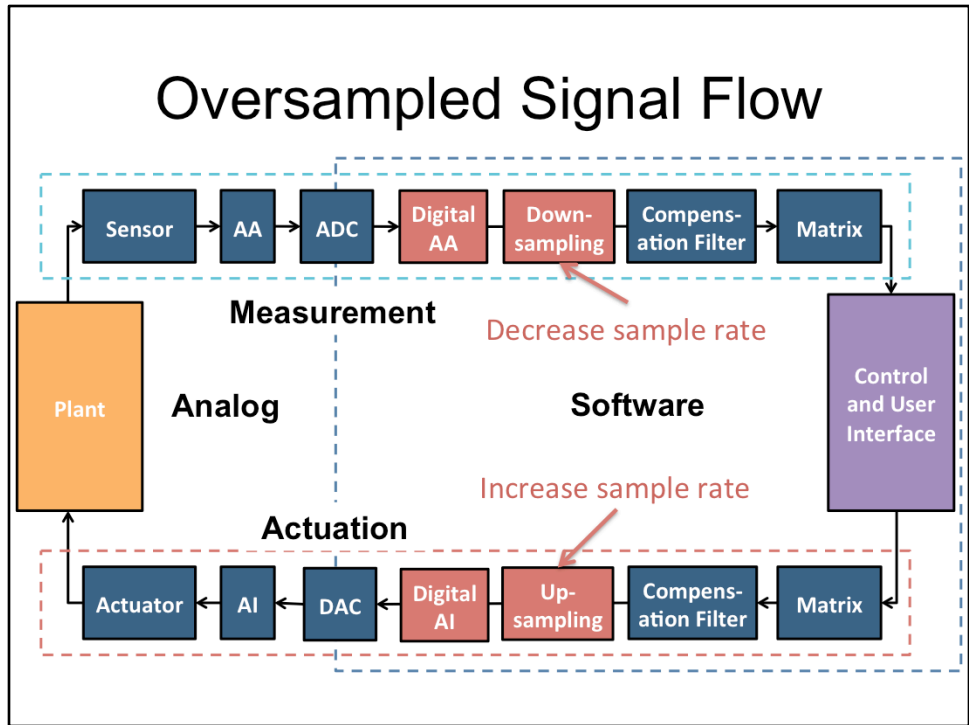 Oversampled Signal Flow
Sensor
AA
ADC
Digital
AA
Down-
sampling
Compens-
ation Filter
Matrix
Measurement
Decrease sample rate
Plant
Analog
Software
Control
and User
Interface
Increase sample rate
Actuation
Actuator
AI
DAC
Digital
AI
Up-
sampling
Compens-
ation Filter
Matrix